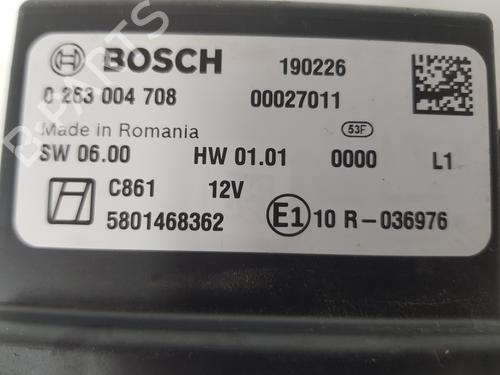 BOSCH 190226
0 263 004 708 00027011
Made in Romania 53F
SW 06.00 HW 01.01 0000 L1
C861 12V
5801468362 E1 10 R-036976
B-PARTS